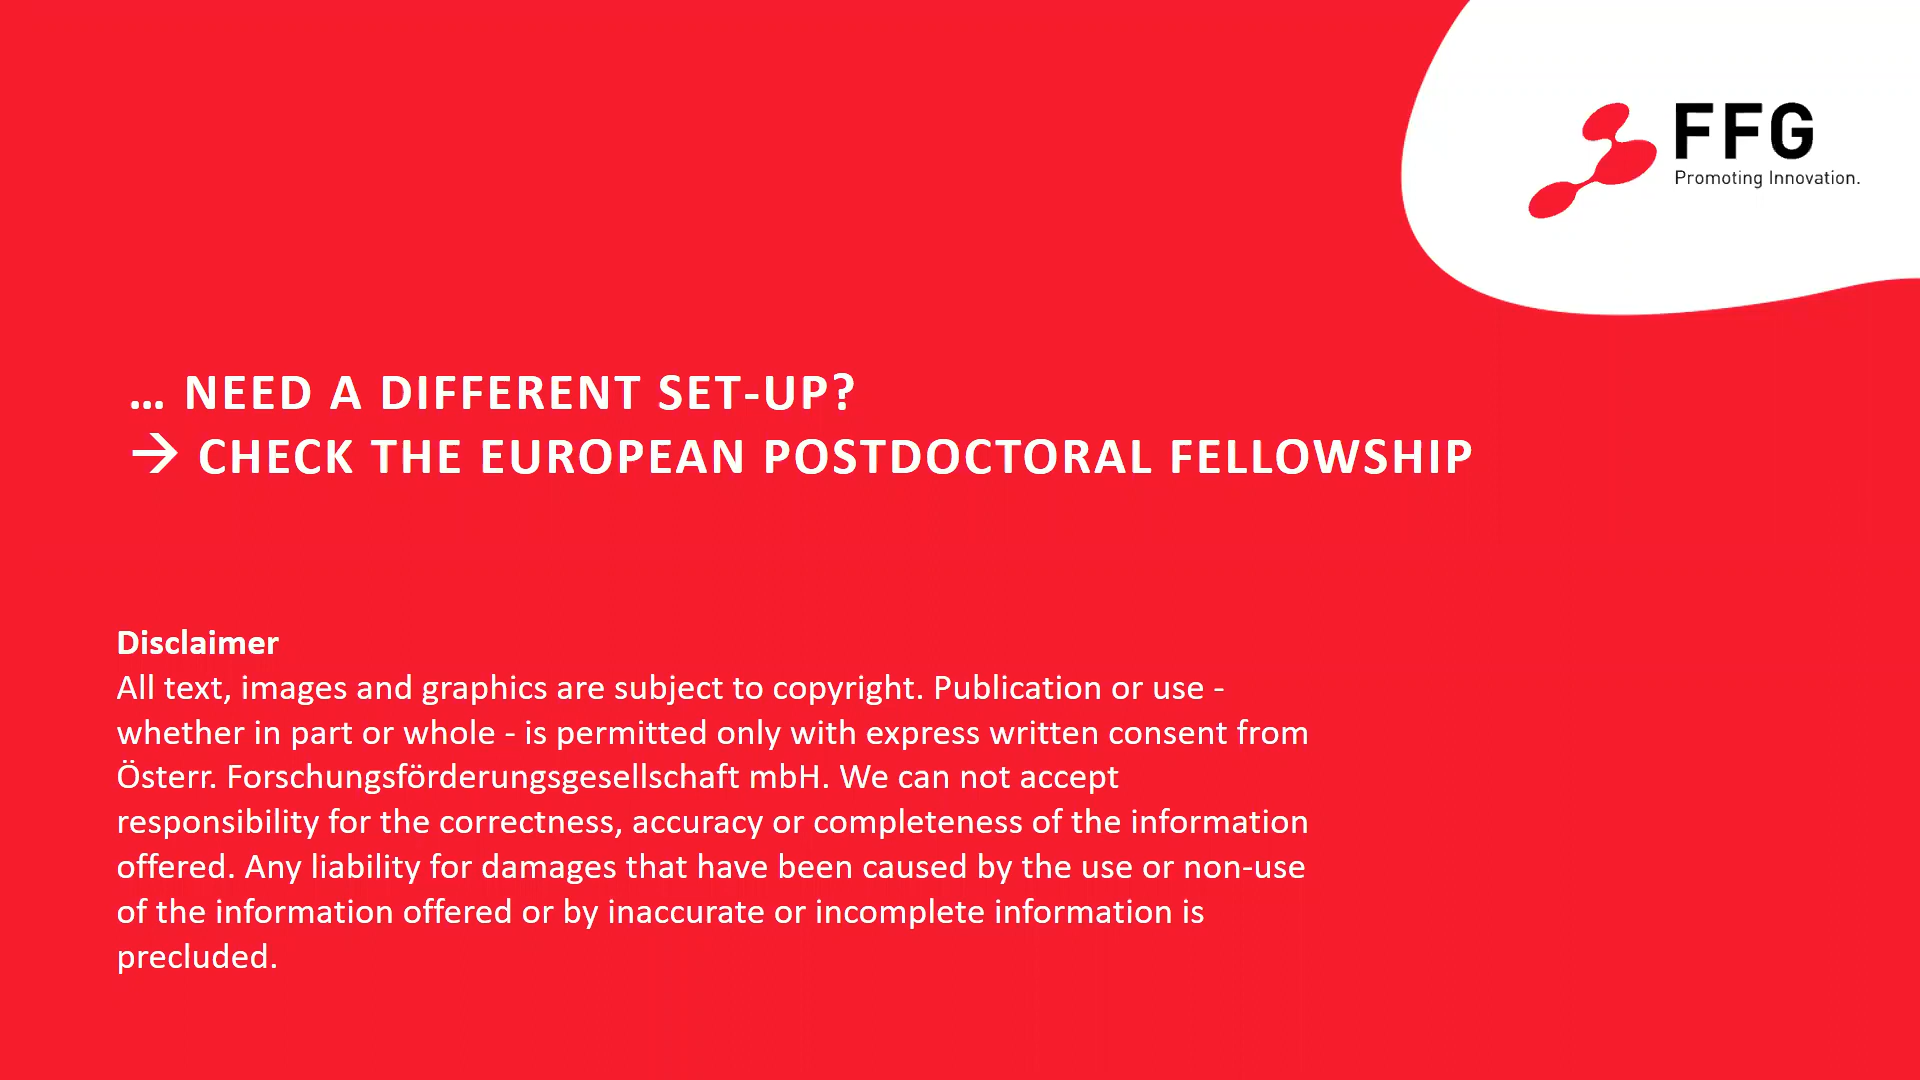 FFG
Promoting Innovation.
... NEED A DIFFERENT SET-UP?
→ CHECK THE EUROPEAN POSTDOCTORAL FELLOWSHIP
Disclaimer
All text, images and graphics are subject to copyright. Publication or use -
whether in part or whole - is permitted only with express written consent from
Österr. Forschungsförderungsgesellschaft mbH. We can not accept
responsibility for the correctness, accuracy or completeness of the information
offered. Any liability for damages that have been caused by the use or non-use
of the information offered or by inaccurate or incomplete information is
precluded.